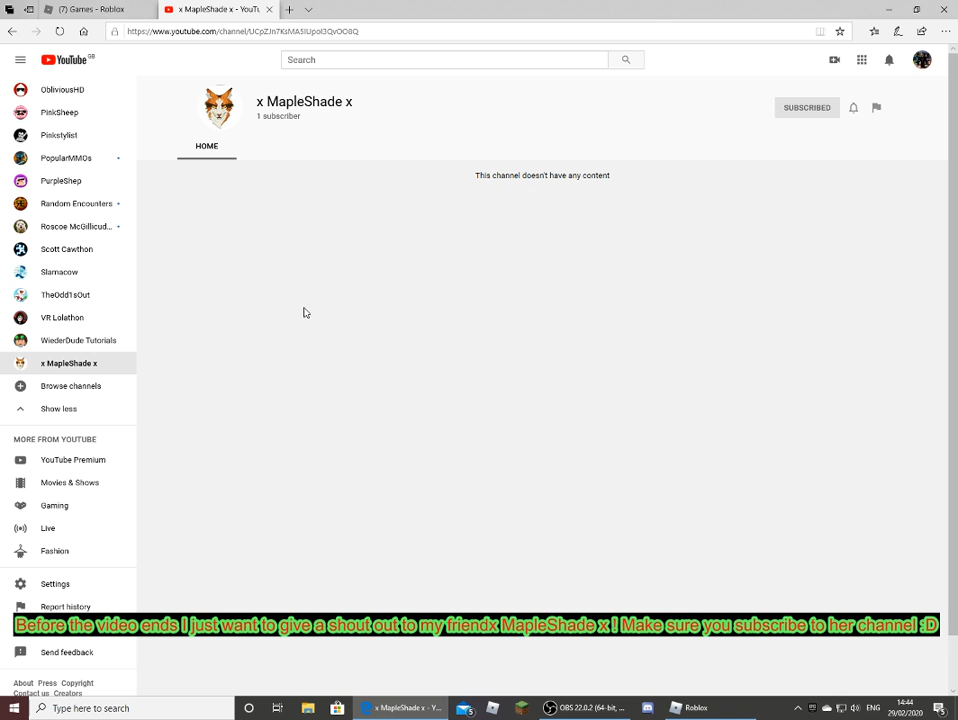 (7) Games - Roblox
x MapleShade x - YouTu
https://www.youtube.com/channel/UCpZJn7KsMA5IUpoI3QvOO8Q
YouTube GB
Search
ObliviousHD
PinkSheep
Pinkstylist
PopularMMOs
PurpleShep
Random Encounters
Roscoe McGillicud...
Scott Cawthon
Slamacow
TheOdd1sOut
VR Lolathon
WiederDude Tutorials
x MapleShade x
Browse channels
Show less
MORE FROM YOUTUBE
YouTube Premium
Movies & Shows
Gaming
Live
Fashion
Settings
Report history
Send feedback
About Press Copyright
Contact us Creators
x MapleShade x
1 subscriber
SUBSCRIBED
HOME
This channel doesn't have any content
Before the video ends I just want to give a shout out to my friendx MapleShade x ! Make sure you subscribe to her channel :D
Type here to search
x MapleShade x - Y...
5
OBS 22.0.2 (64-bit, ...
Roblox
ENG
14:44
29/02/2020
5